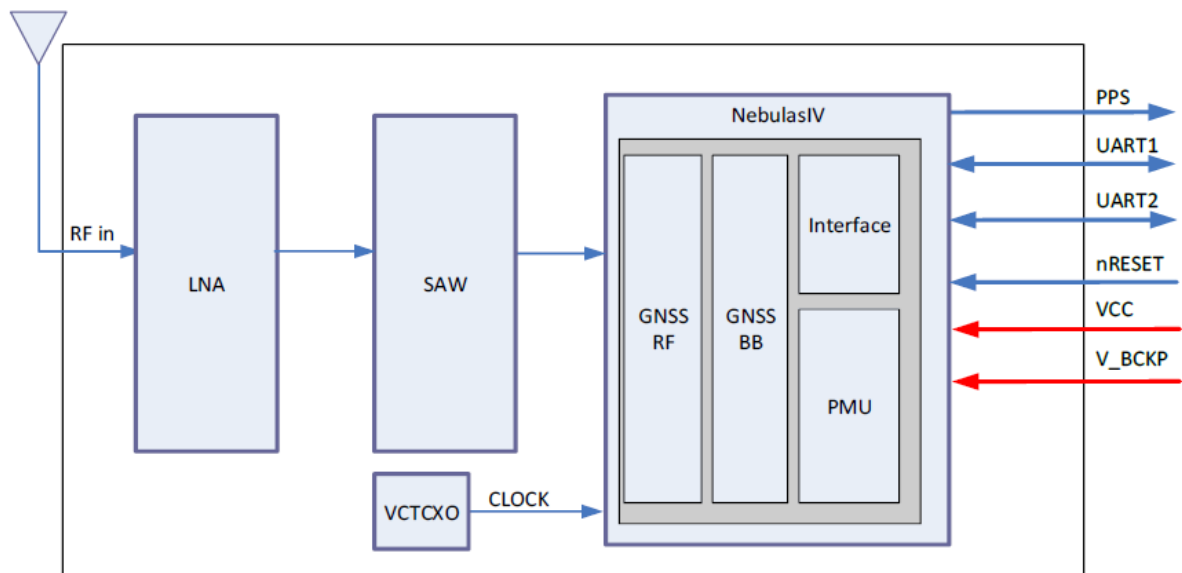 PPS
NebulasIV
UART1
UART2
Interface
RF in
nRESET
LNA
SAW
VCC
GNSS
RF
GNSS
BB
V_BCKP
PMU
CLOCK
VCTCXO